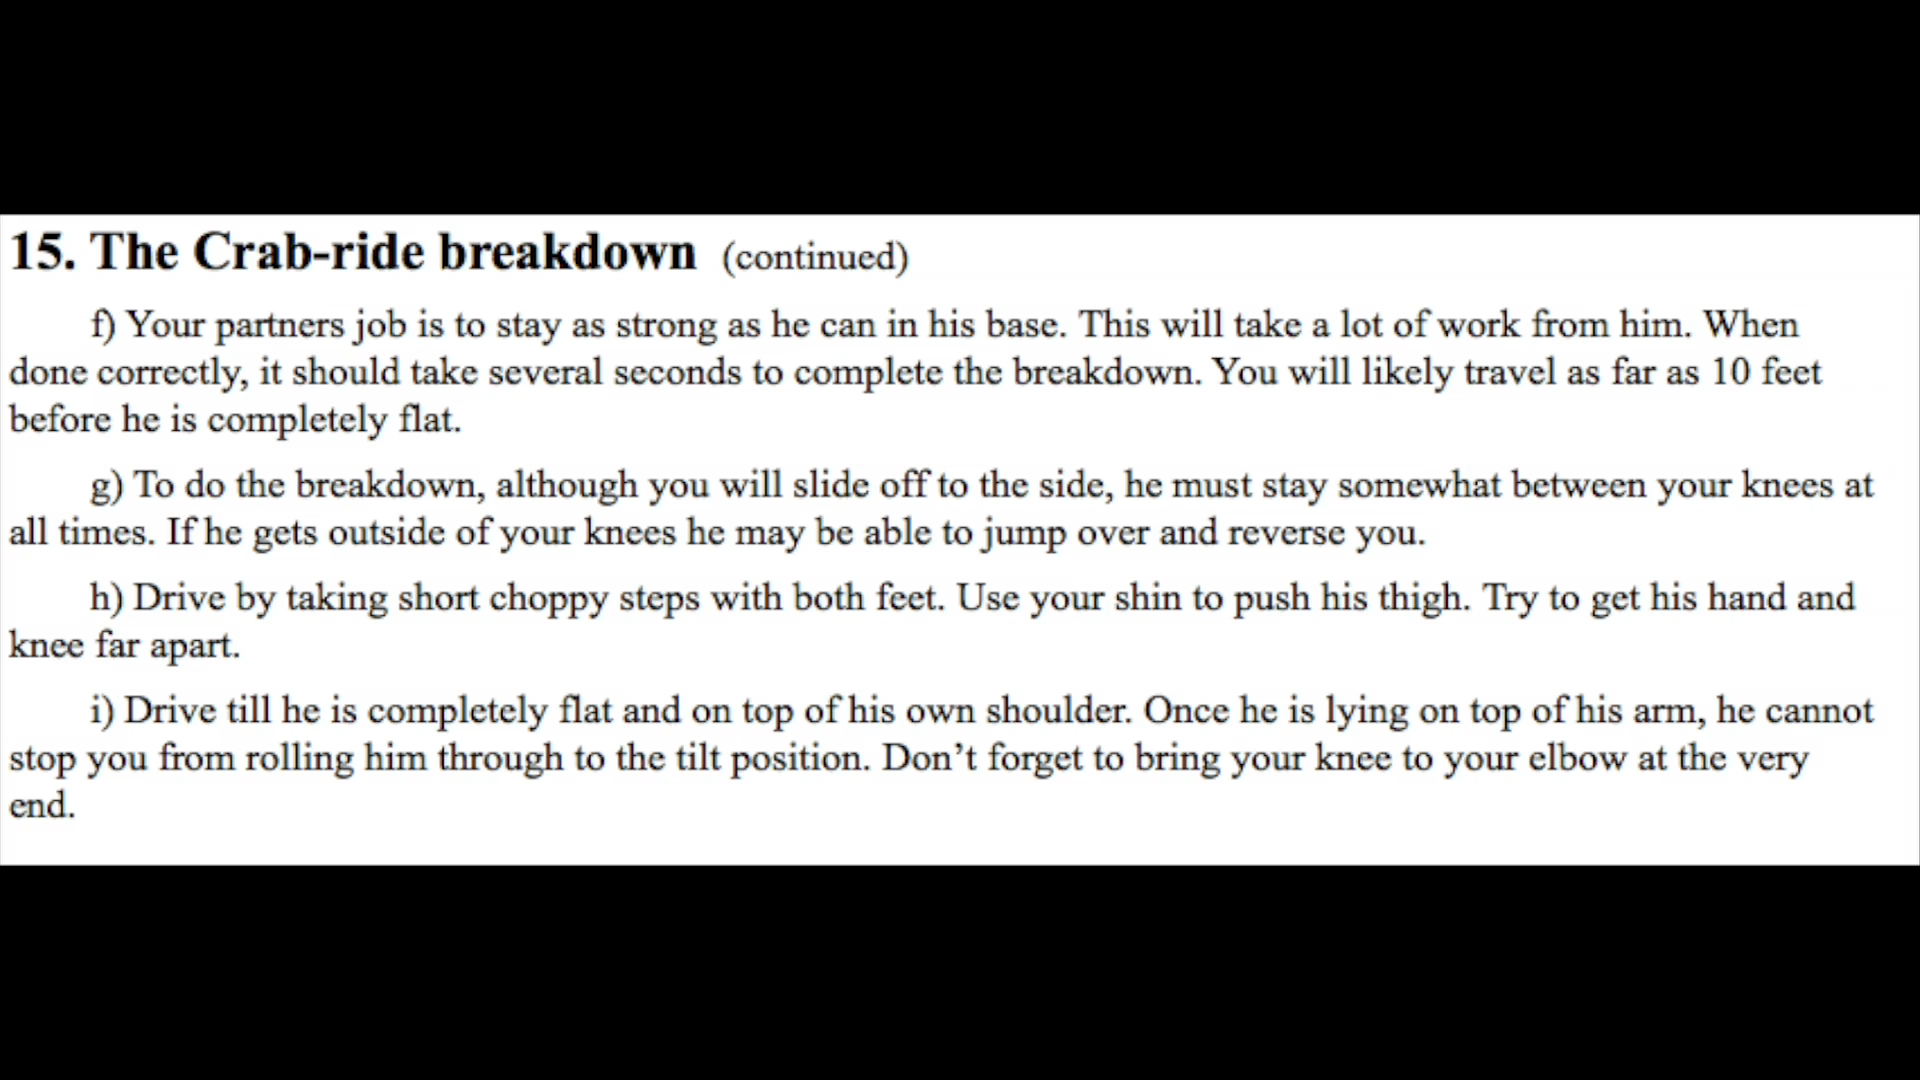 15. The Crab-ride breakdown (continued)
f) Your partners job is to stay as strong as he can in his base. This will take a lot of work from him. When
done correctly, it should take several seconds to complete the breakdown. You will likely travel as far as 10 feet
before he is completely flat.
g) To do the breakdown, although you will slide off to the side, he must stay somewhat between your knees at
all times. If he gets outside of your knees he may be able to jump over and reverse you.
h) Drive by taking short choppy steps with both feet. Use your shin to push his thigh. Try to get his hand and
knee far apart.
i) Drive till he is completely flat and on top of his own shoulder. Once he is lying on top of his arm, he cannot
stop you from rolling him through to the tilt position. Don’t forget to bring your knee to your elbow at the very
end.